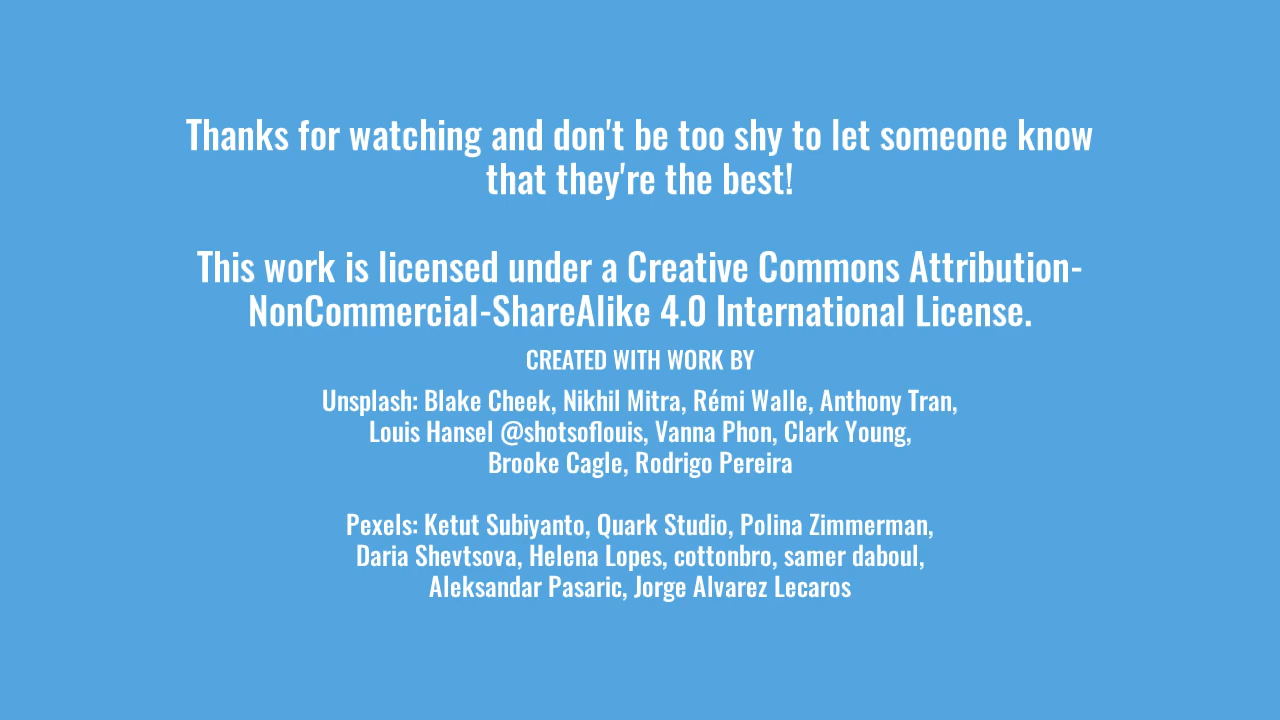 Thanks for watching and don't be too shy to let someone know
that they're the best!
This work is licensed under a Creative Commons Attribution-
NonCommercial-ShareAlike 4.0 International License.
CREATED WITH WORK BY
Unsplash: Blake Cheek, Nikhil Mitra, Rémi Walle, Anthony Tran,
Louis Hansel @shotsoflouis, Vanna Phon, Clark Young,
Brooke Cagle, Rodrigo Pereira
Pexels: Ketut Subiyanto, Quark Studio, Polina Zimmerman,
Daria Shevtsova, Helena Lopes, cottonbro, samer daboul,
Aleksandar Pasaric, Jorge Alvarez Lecaros